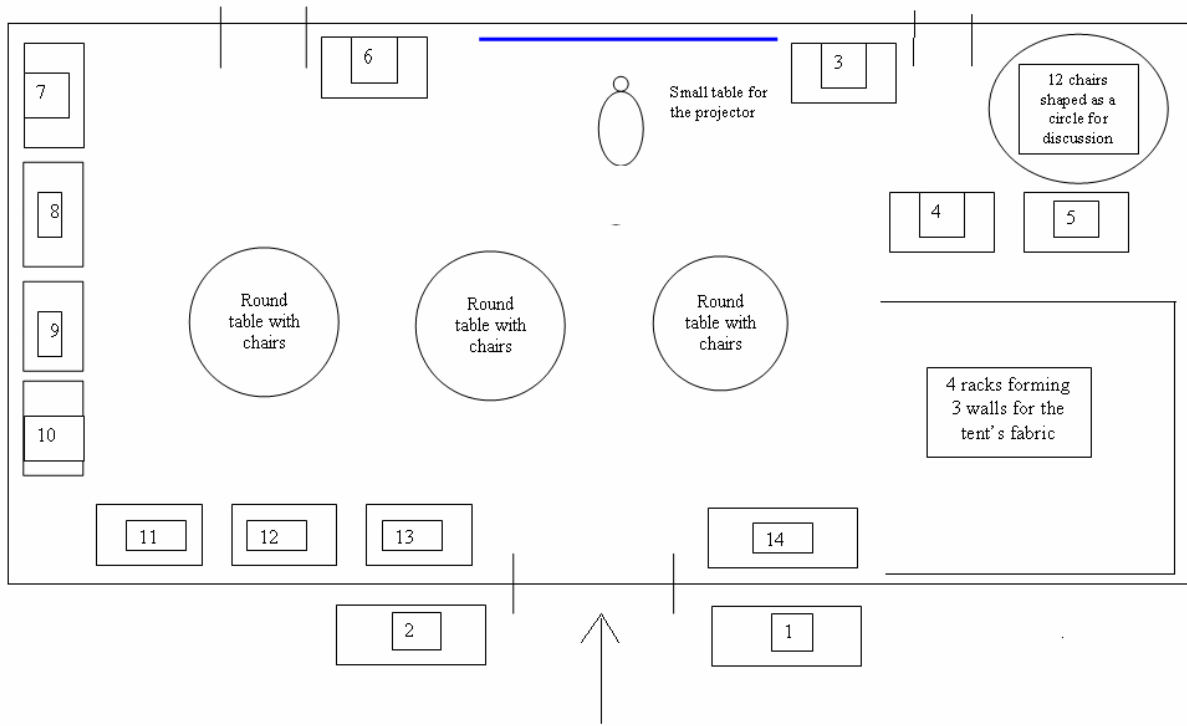 6
3
7
Small table for
the projector
12 chairs
shaped as a
circle for
discussion
8
4
5
Round
table with
chairs
Round
table with
chairs
Round
table with
chairs
9
4 racks forming
3 walls for the
tent's fabric
10
11
12
13
14
2
1